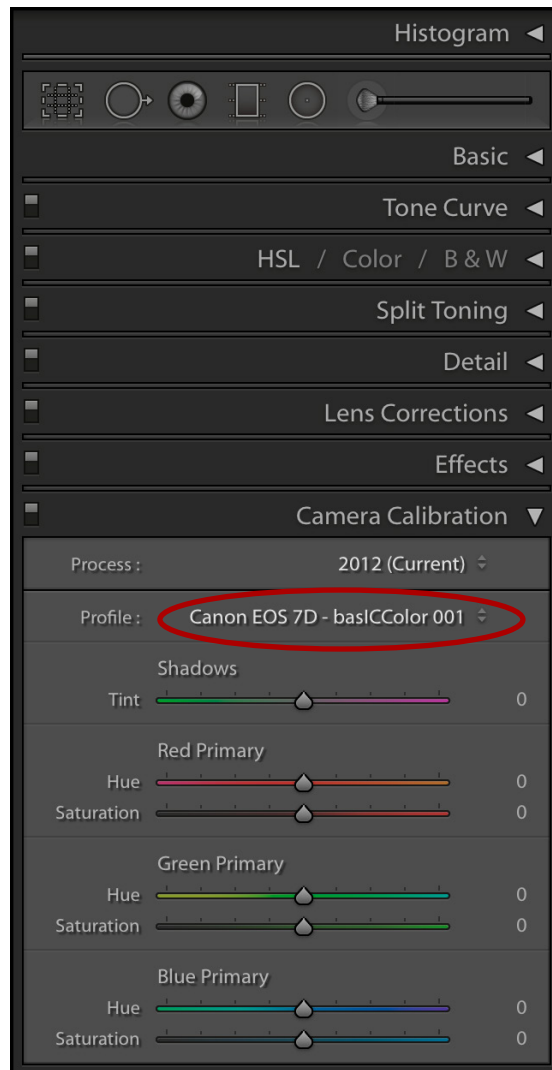 Histogram
Basic
Tone Curve
HSL / Color / B & W
Split Toning
Detail
Lens Corrections
Effects
Camera Calibration
Process : 2012 (Current)
Profile : Canon EOS 7D - basICColor 001
Shadows
Tint 0
Red Primary
Hue 0
Saturation 0
Green Primary
Hue 0
Saturation 0
Blue Primary
Hue 0
Saturation 0